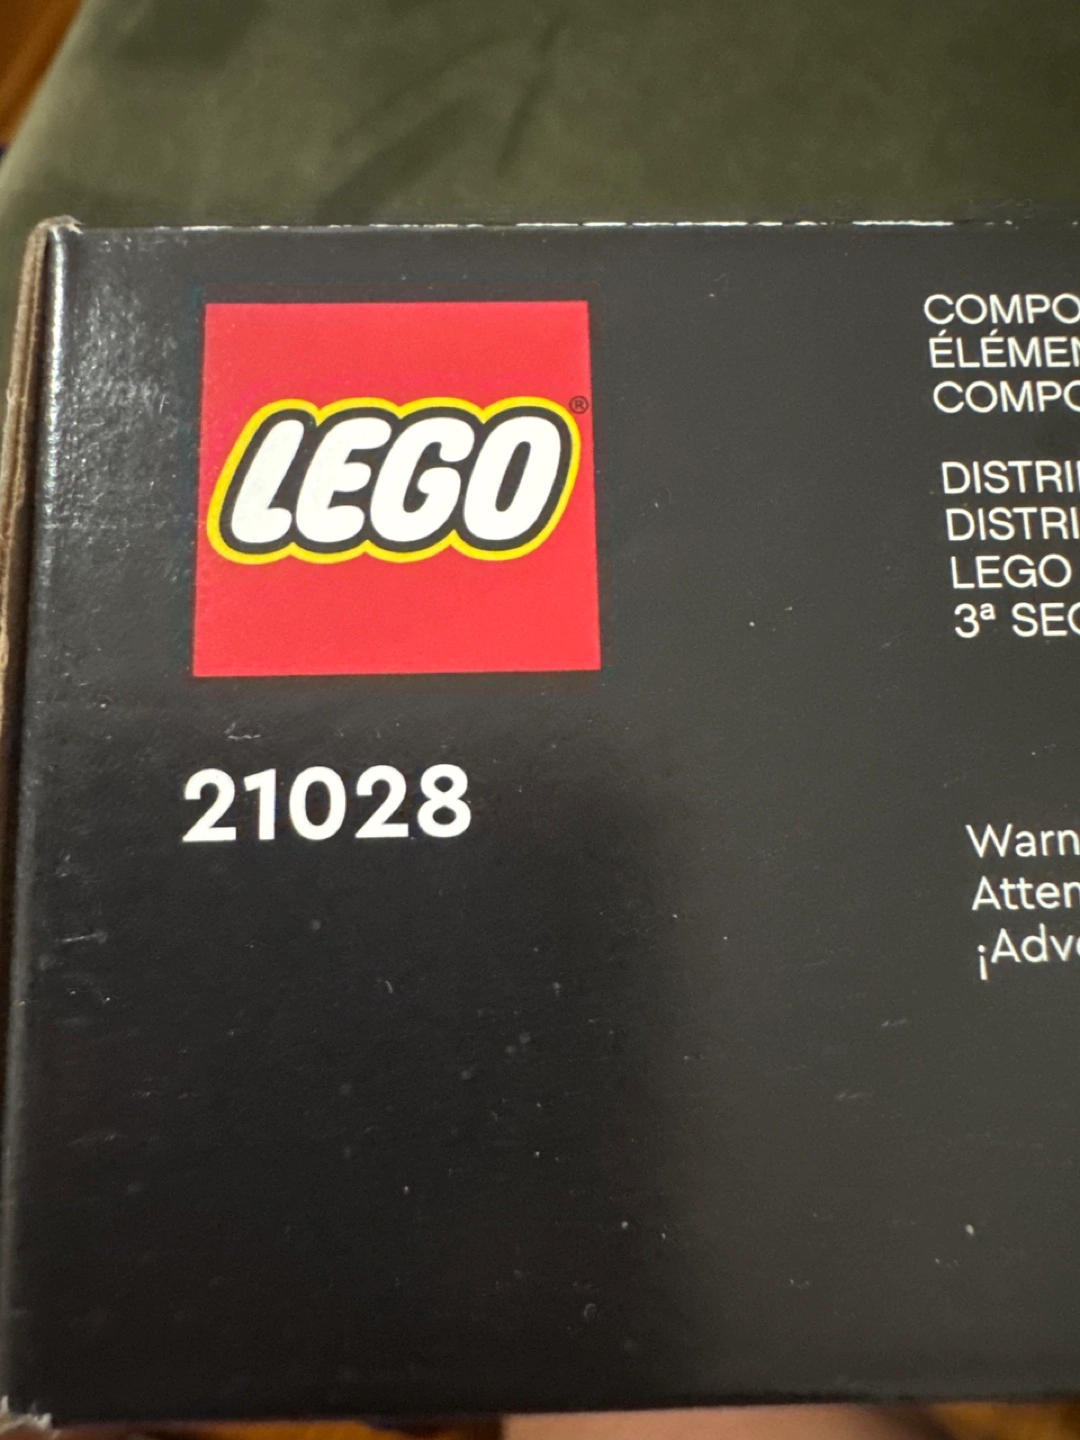 LEGO®
21028
COMPO
ÉLÉMEN
COMPO
DISTRI
DISTRI
LEGO
3ª SEC
Warn
Atten
¡Adve